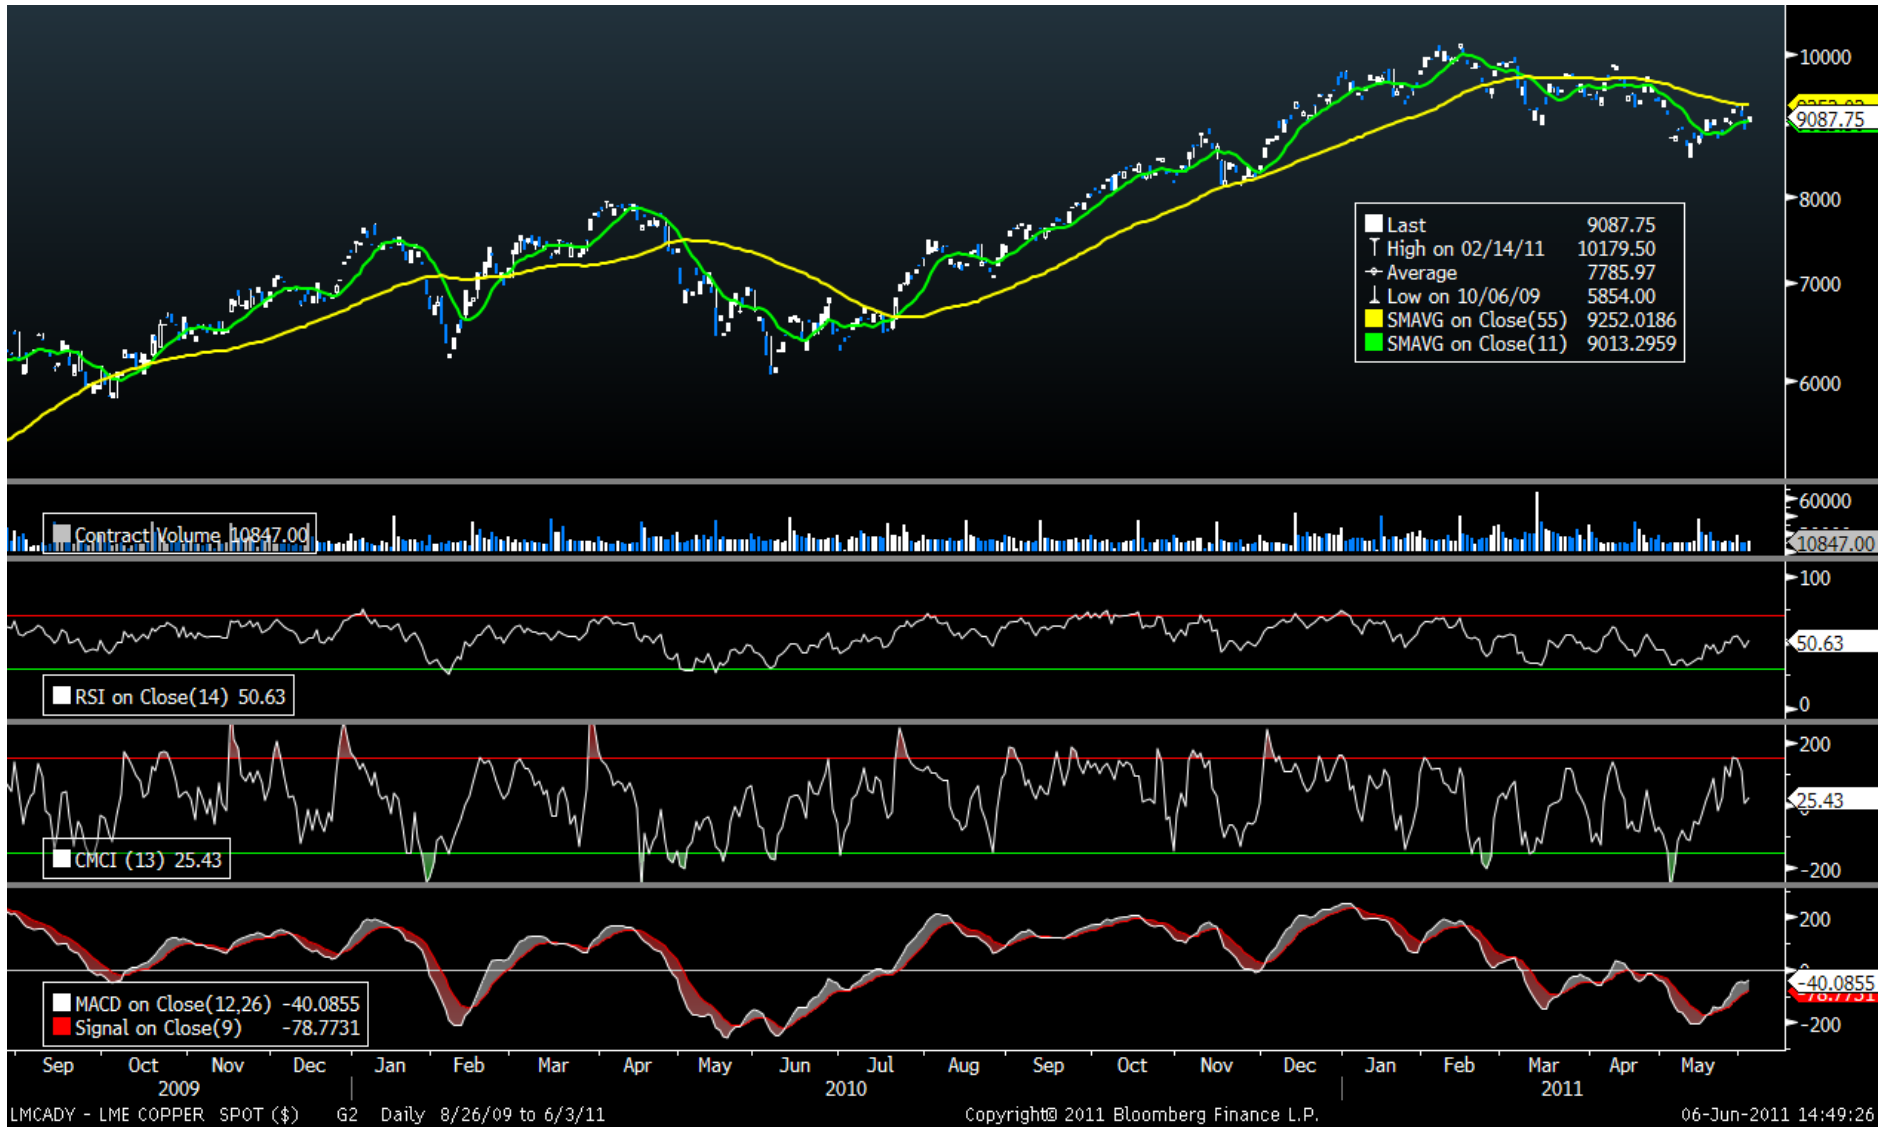 10000
9087.75
8000
7000
6000
Last 9087.75
High on 02/14/11 10179.50
Average 7785.97
Low on 10/06/09 5854.00
SMAVG on Close(55) 9252.0186
SMAVG on Close(11) 9013.2959
Contract Volume 10847.00
60000
10847.00
100
50.63
0
RSI on Close(14) 50.63
200
25.43
-200
CMCI (13) 25.43
200
0
-40.0855
-78.7731
-200
MACD on Close(12,26) -40.0855
Signal on Close(9) -78.7731
Sep Oct Nov Dec Jan Feb Mar Apr May Jun Jul Aug Sep Oct Nov Dec Jan Feb Mar Apr May
2009 2010 2011
LMCADY - LME COPPER SPOT ($) G2 Daily 8/26/09 to 6/3/11 Copyright© 2011 Bloomberg Finance L.P. 06-Jun-2011 14:49:26